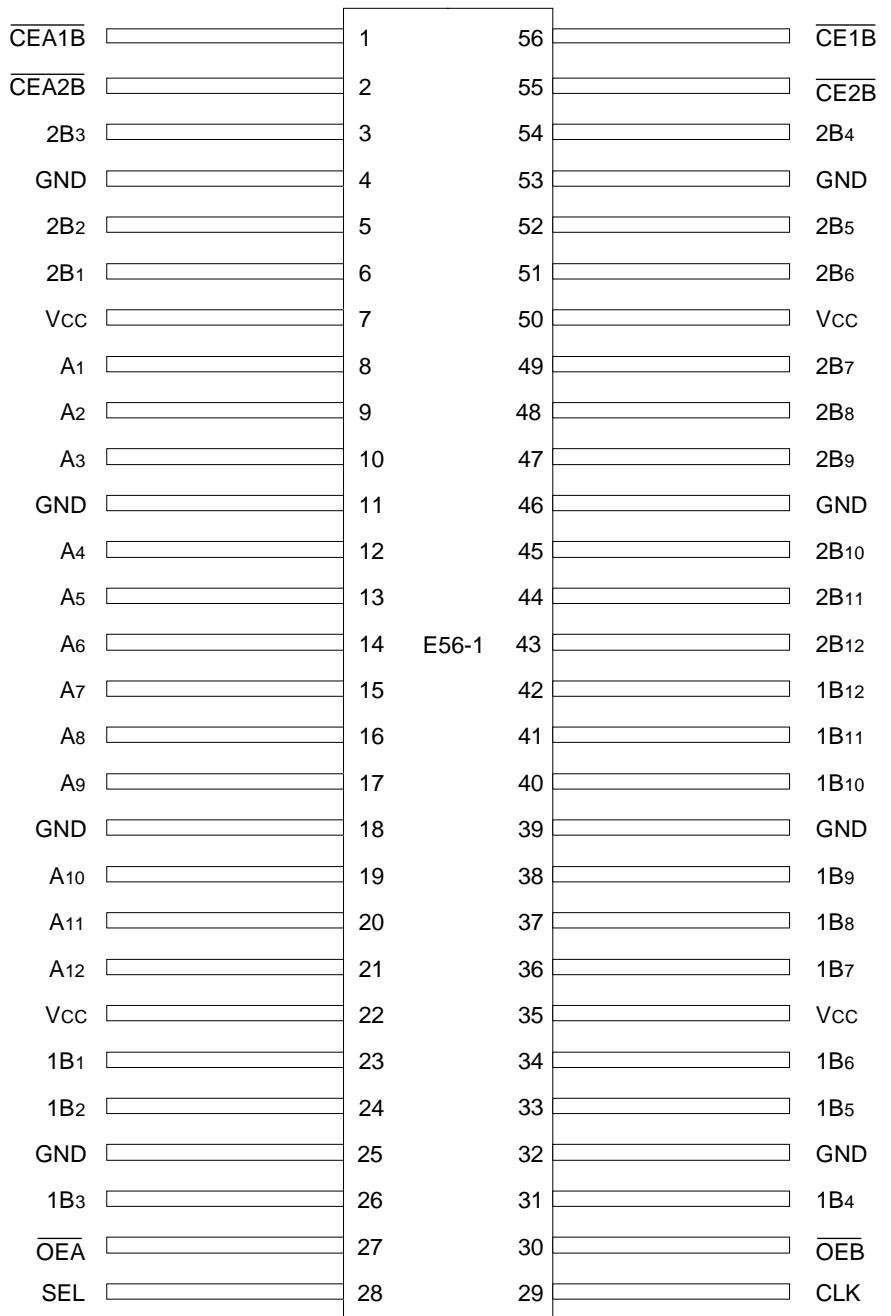 CEA1B 1 56 CE1B
CEA2B 2 55 CE2B
2B3 3 54 2B4
GND 4 53 GND
2B2 5 52 2B5
2B1 6 51 2B6
VCC 7 50 VCC
A1 8 49 2B7
A2 9 48 2B8
A3 10 47 2B9
GND 11 46 GND
A4 12 45 2B10
A5 13 44 2B11
A6 14 E56-1 43 2B12
A7 15 42 1B12
A8 16 41 1B11
A9 17 40 1B10
GND 18 39 GND
A10 19 38 1B9
A11 20 37 1B8
A12 21 36 1B7
VCC 22 35 VCC
1B1 23 34 1B6
1B2 24 33 1B5
GND 25 32 GND
1B3 26 31 1B4
OEA 27 30 OEB
SEL 28 29 CLK